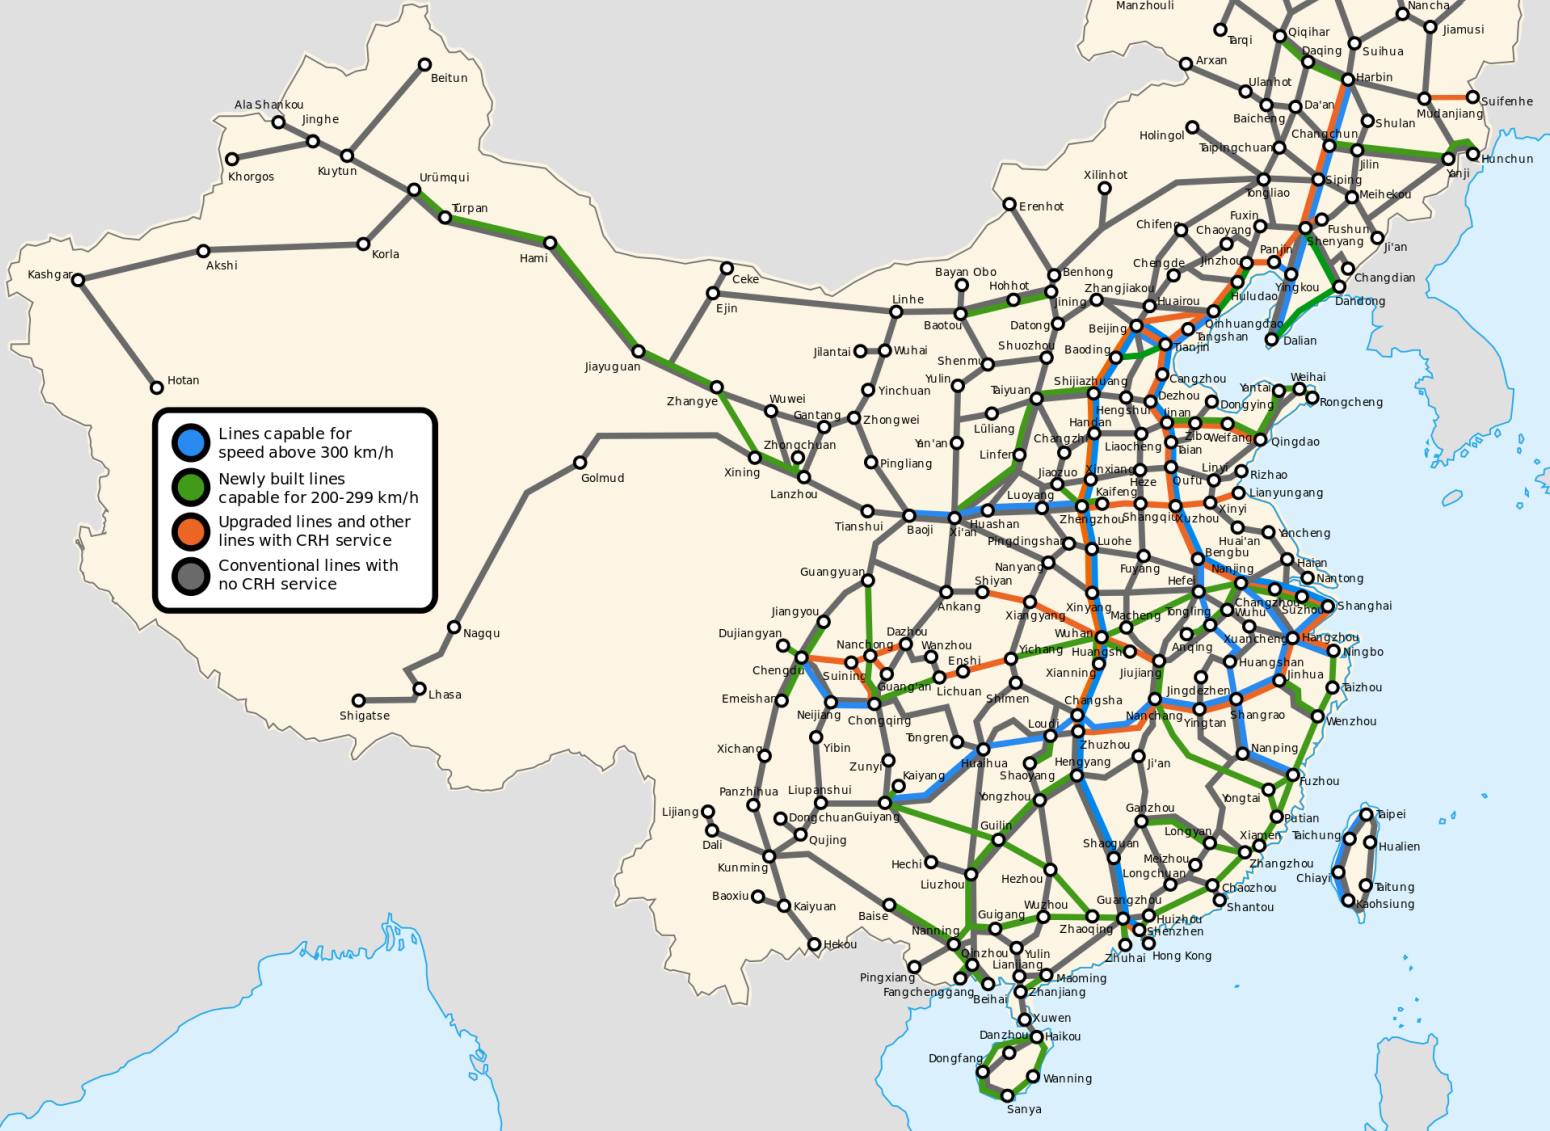 Manzhouli
Nancha
Tarqi
Qiqihar
Jiamusi
Daqing
Suihua
Arxan
Beitun
Harbin
Ulanhot
Suifenhe
Ala Shankou
Da'an
Mudanjiang
Baicheng
Jinghe
Shulan
Holingol
Changchun
Taipingchuan
Hunchun
Kuytun
Jilin
Khorgos
Yanji
Ürümqi
Xilinhot
Siping
Tongliao
Meihekou
Turpan
Erenhot
Fuxin
Chifeng
Chaoyang
Fushun
Shenyang
Hami
Korla
Akshi
Panjin
Ji'an
Jinzhou
Chengde
Kashgar
Ceke
Bayan Obo
Benhong
Changdian
Yingkou
Hohhot
Zhangjiakou
Huludao
Dandong
Linhe
Jining
Huairou
Ejin
Baotou
Datong
Beijing
Qinhuangdao
Tangshan
Dalian
Jilantai
Wuhai
Shuozhou
Baoding
Tianjin
Jiayuguan
Shenmu
Hotan
Yulin
Shijiazhuang
Cangzhou
Weihai
Yantai
Yinchuan
Taiyuan
Rongcheng
Zhangye
Wuwei
Dezhou
Dongying
Hengshui
Gantang
Zhongwei
Jinan
Lüliang
Handan
Lines capable for
speed above 300 km/h
Zibo
Weifang
Qingdao
Zhongchuan
Yan'an
Changzhi
Liaocheng
Taian
Linfen
Pingliang
Xining
Jiaozuo
Xinxiang
Linyi
Rizhao
Golmud
Newly built lines
capable for 200-299 km/h
Heze
Qufu
Lanzhou
Luoyang
Kaifeng
Lianyungang
Xinyi
Upgraded lines and other
lines with CRH service
Tianshui
Baoji
Xi'an
Huashan
Zhengzhou
Shangqiu
Xuzhou
Yancheng
Huai'an
Pingdingshan
Luohe
Bengbu
Conventional lines with
no CRH service
Guangyuan
Nanyang
Fuyang
Nanjing
Haian
Nantong
Shiyan
Hefei
Ankang
Xinyang
Changzhou
Suzhou
Shanghai
Jiangyou
Xiangyang
Macheng
Tongling
Wuhu
Nagqu
Dujiangyan
Dazhou
Wuhan
Xuancheng
Hangzhou
Nanchong
Wanzhou
Yichang
Huangshi
Anqing
Ningbo
Chengdu
Enshi
Huangshan
Suining
Xianning
Jiujiang
Jinhua
Guang'an
Lichuan
Lhasa
Emeishan
Shimen
Jingdezhen
Taizhou
Shigatse
Changsha
Neijiang
Chongqing
Nanchang
Shangrao
Loudi
Yingtan
Wenzhou
Tongren
Xichang
Yibin
Zhuzhou
Nanping
Huaihua
Hengyang
Zunyi
Shaoyang
Ji'an
Kaiyang
Fuzhou
Panzhihua
Liupanshui
Yongzhou
Yongtai
Lijiang
Dongchuan
Guiyang
Ganzhou
Putian
Taipei
Guilin
Longyan
Xiamen
Taichung
Dali
Qujing
Shaoguan
Hualien
Kunming
Hechi
Meizhou
Zhangzhou
Longchuan
Liuzhou
Hezhou
Chiayi
Taitung
Chaozhou
Baoxiu
Kaiyuan
Guangzhou
Kaohsiung
Wuzhou
Shantou
Baise
Guigang
Huizhou
Nanning
Zhaoqing
Shenzhen
Hekou
Qinzhou
Yulin
Zhuhai
Hong Kong
Lianjiang
Pingxiang
Maoming
Fangchenggang
Zhanjiang
Beihai
Xuwen
Danzhou
Haikou
Dongfang
Wanning
Sanya